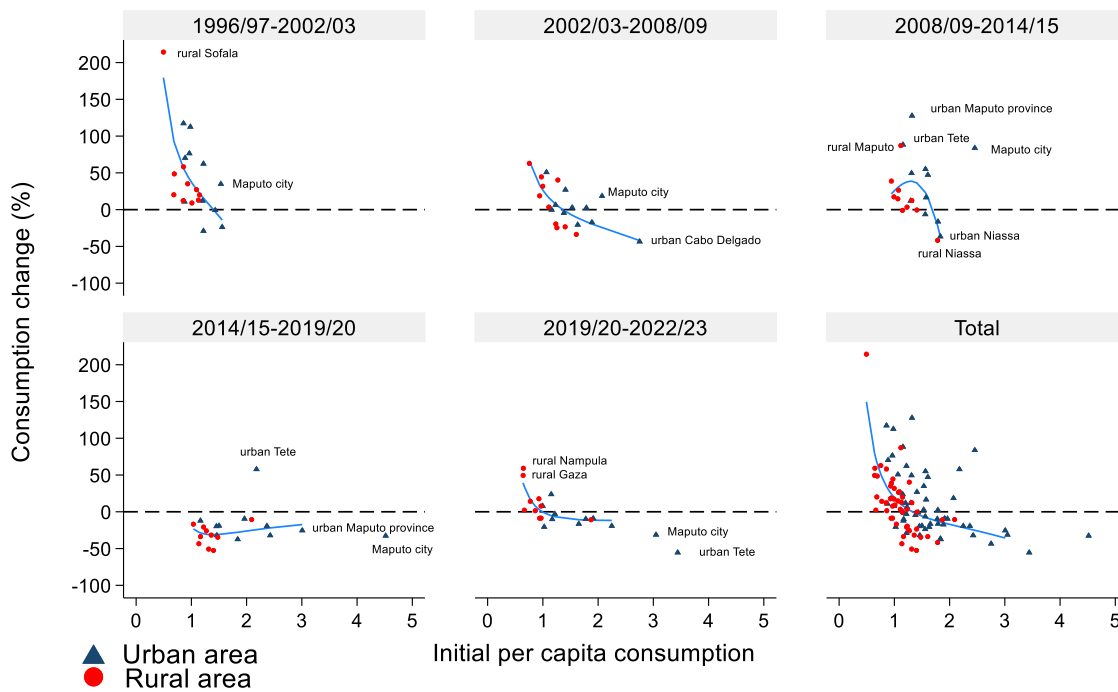 1996/97-2002/03
2002/03-2008/09
2008/09-2014/15
Consumption change (%)
200
150
100
50
0
-50
-100
rural Sofala
Maputo city
Maputo city
urban Cabo Delgado
urban Maputo province
urban Tete
rural Maputo
Maputo city
urban Niassa
rural Niassa
2014/15-2019/20
2019/20-2022/23
Total
200
150
100
50
0
-50
-100
urban Tete
urban Maputo province
Maputo city
rural Nampula
rural Gaza
Maputo city
urban Tete
0 1 2 3 4 5
0 1 2 3 4 5
0 1 2 3 4 5
Initial per capita consumption
Urban area
Rural area